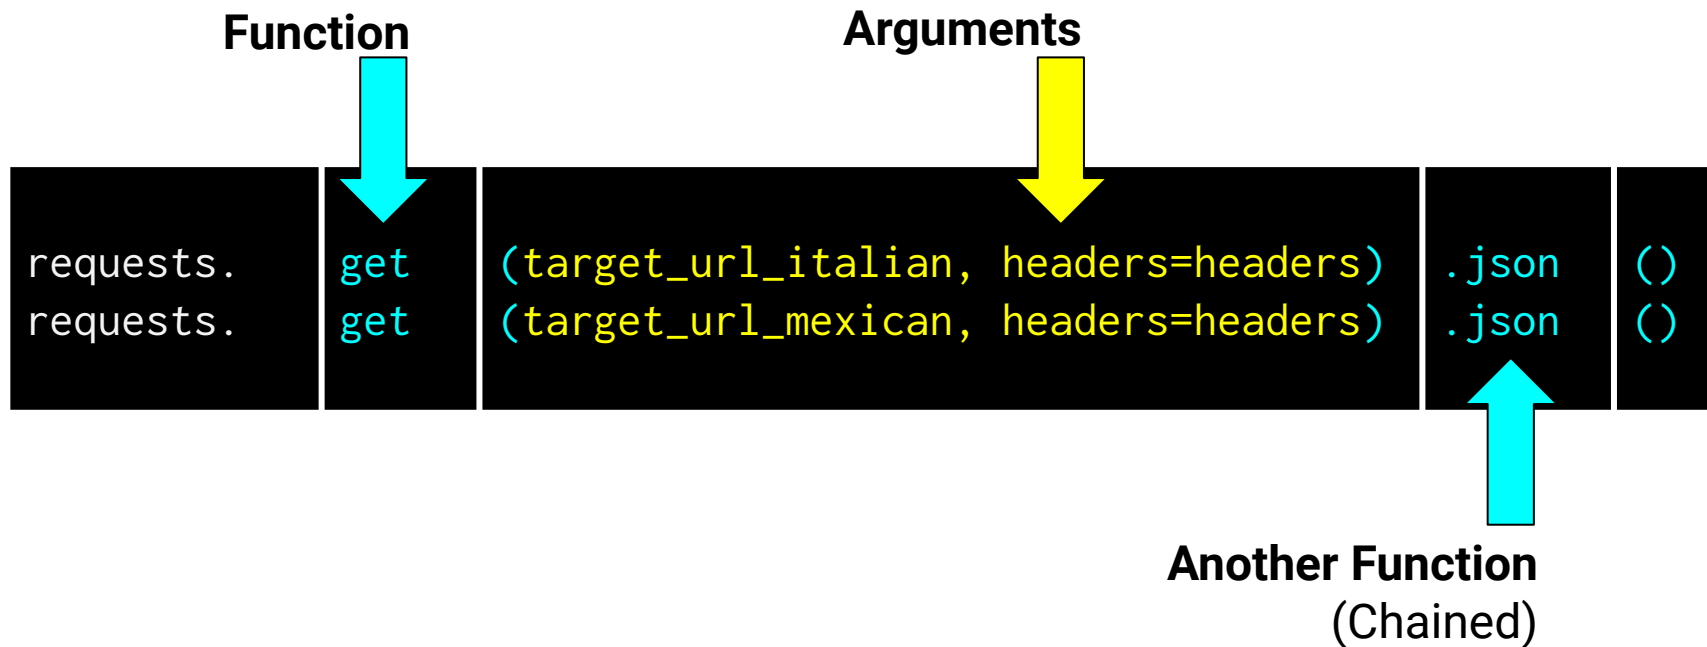 Function
Arguments
requests. get (target_url_italian, headers=headers) .json ()
requests. get (target_url_mexican, headers=headers) .json ()
Another Function
(Chained)